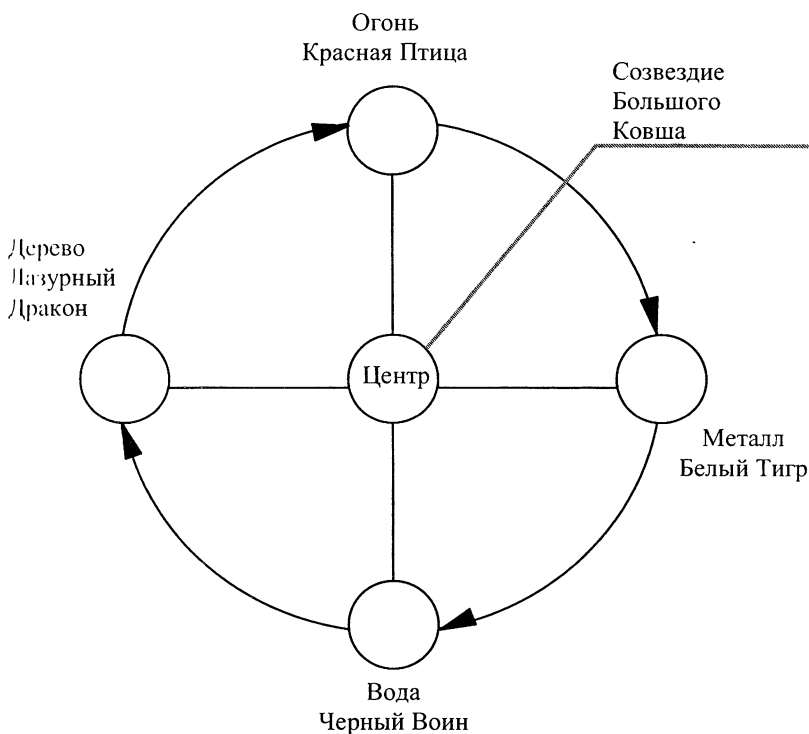 Огонь
Красная Птица
Созвездие
Большого
Ковша
Дерево
Лазурный
Дракон
Центр
Металл
Белый Тигр
Вода
Черный Воин